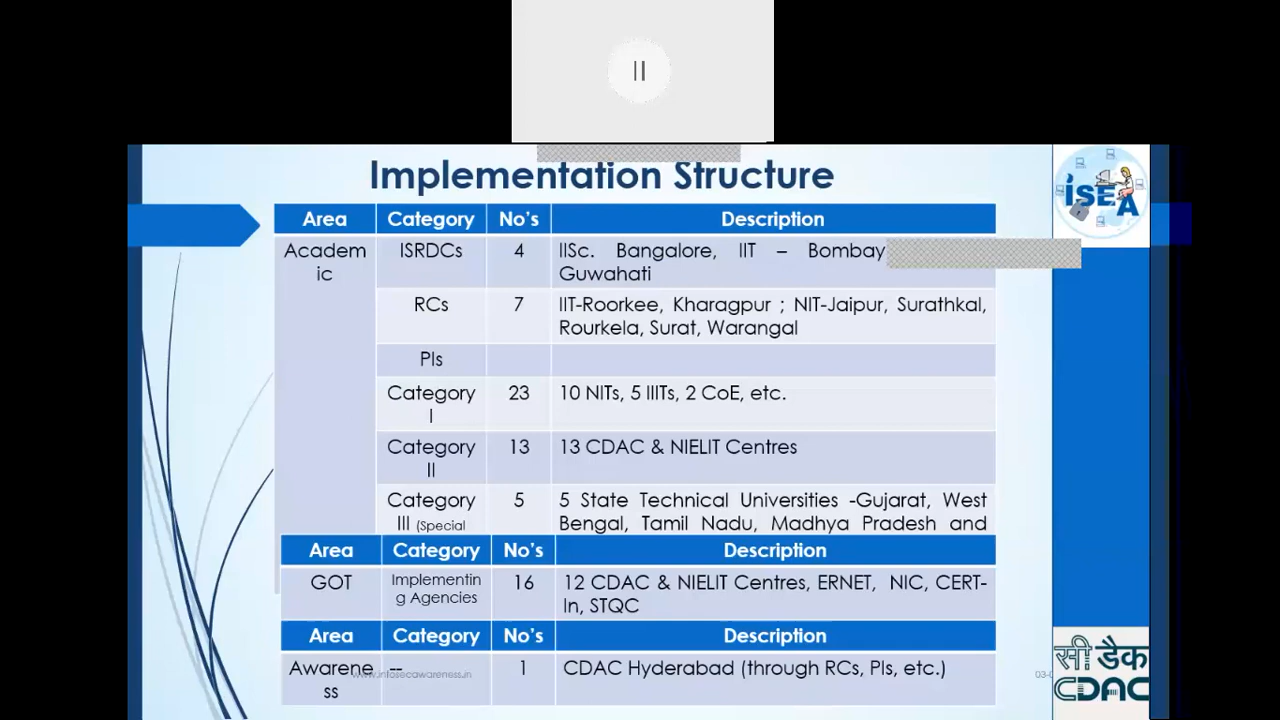 Implementation Structure
iSEA
Area Category No's Description
Academ ISRDCs 4 IISc. Bangalore, IIT – Bombay
ic Guwahati
RCs 7 IIT-Roorkee, Kharagpur ; NIT-Jaipur, Surathkal,
Rourkela, Surat, Warangal
PIs
Category 23 10 NITs, 5 IIITs, 2 CoE, etc.
I
Category 13 13 CDAC & NIELIT Centres
II
Category 5 5 State Technical Universities -Gujarat, West
III (Special Bengal, Tamil Nadu, Madhya Pradesh and
Area Category No's Description
GOT Implementin 16 12 CDAC & NIELIT Centres, ERNET, NIC, CERT-
g Agencies In, STQC
Area Category No's Description
Awarene -- 1 CDAC Hyderabad (through RCs, PIs, etc.)
ss
www.infosecawareness.in
03-
सी डैक
CDAC